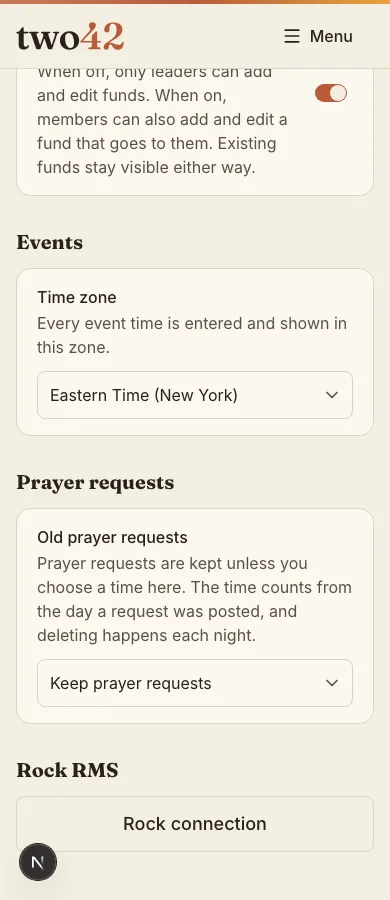 two42
Menu
When off, only leaders can add
and edit funds. When on,
members can also add and edit a
fund that goes to them. Existing
funds stay visible either way.
Events
Time zone
Every event time is entered and shown in
this zone.
Eastern Time (New York)
Prayer requests
Old prayer requests
Prayer requests are kept unless you
choose a time here. The time counts from
the day a request was posted, and
deleting happens each night.
Keep prayer requests
Rock RMS
Rock connection
N